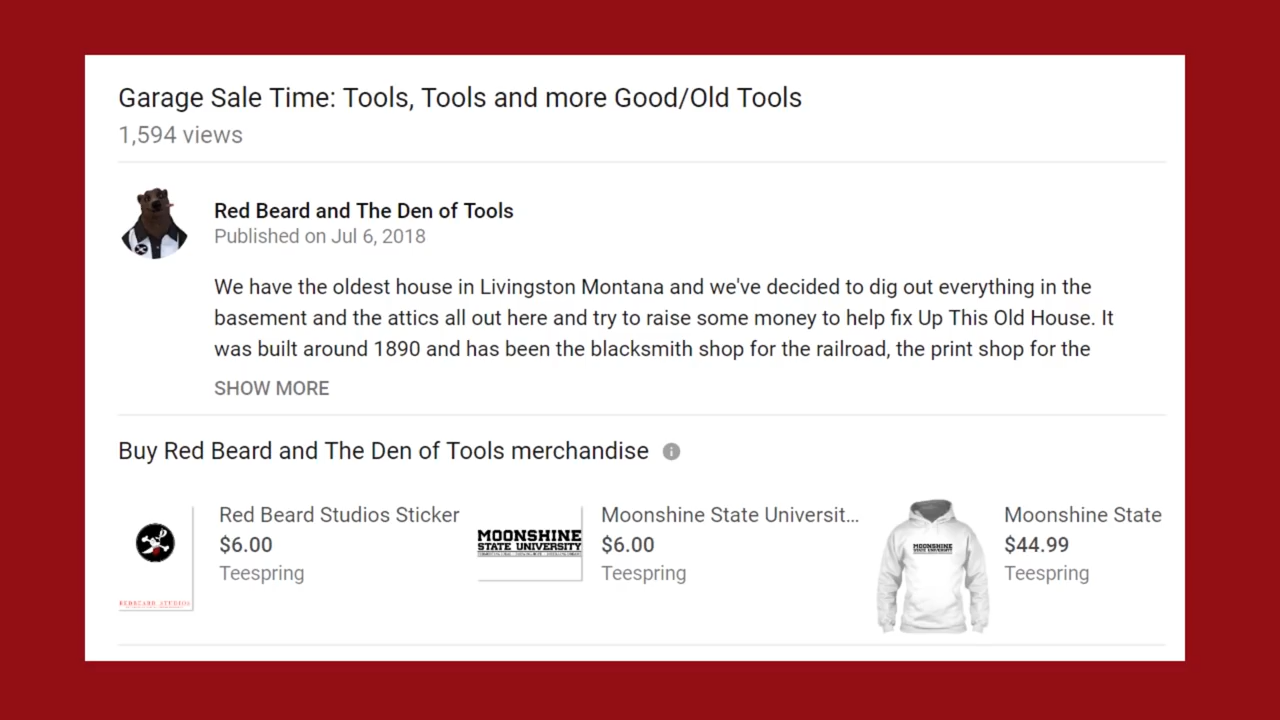 Garage Sale Time: Tools, Tools and more Good/Old Tools
1,594 views
Red Beard and The Den of Tools
Published on Jul 6, 2018
We have the oldest house in Livingston Montana and we've decided to dig out everything in the
basement and the attics all out here and try to raise some money to help fix Up This Old House. It
was built around 1890 and has been the blacksmith shop for the railroad, the print shop for the
SHOW MORE
Buy Red Beard and The Den of Tools merchandise
REDBEARD STUDIOS
Red Beard Studios Sticker
$6.00
Teespring
MOONSHINE
STATE UNIVERSITY
Moonshine State Universit...
$6.00
Teespring
MOONSHINE
STATE UNIVERSITY
Moonshine State
$44.99
Teespring